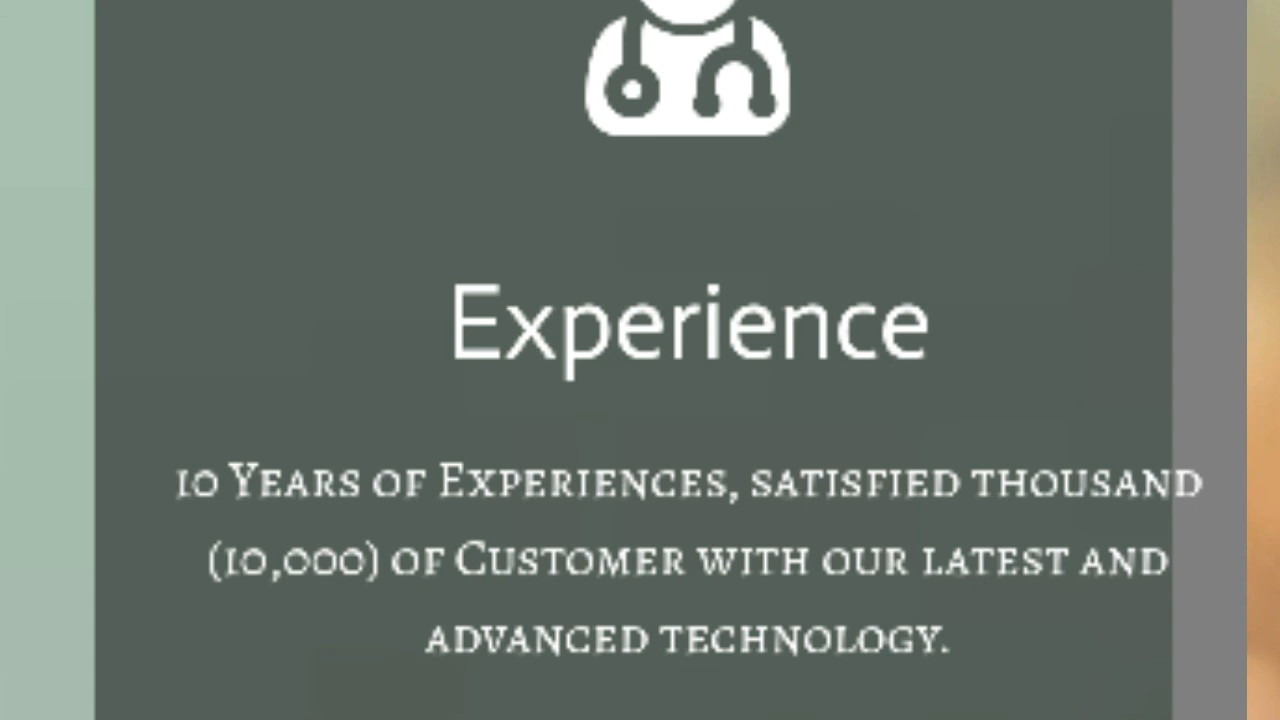 Experience
10 Years of Experiences, satisfied thousand
(10,000) of Customer with our latest and
advanced technology.